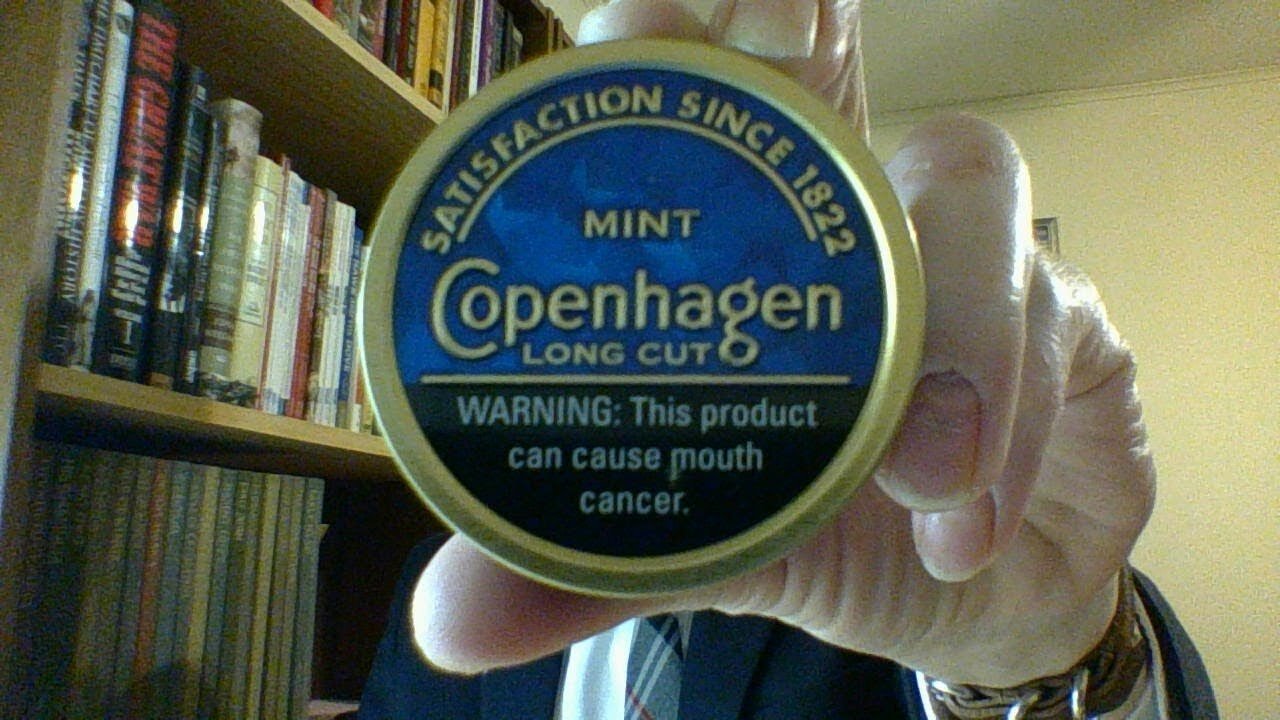 SATISFACTION SINCE 1822
MINT
Copenhagen
LONG CUT
WARNING: This product
can cause mouth
cancer.